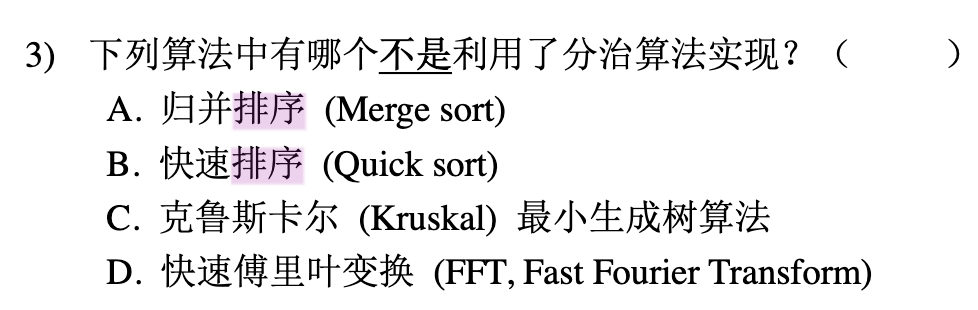 3) 下列算法中有哪个不是利用了分治算法实现？（ ）
A. 归并排序 (Merge sort)
B. 快速排序 (Quick sort)
C. 克鲁斯卡尔 (Kruskal) 最小生成树算法
D. 快速傅里叶变换 (FFT, Fast Fourier Transform)